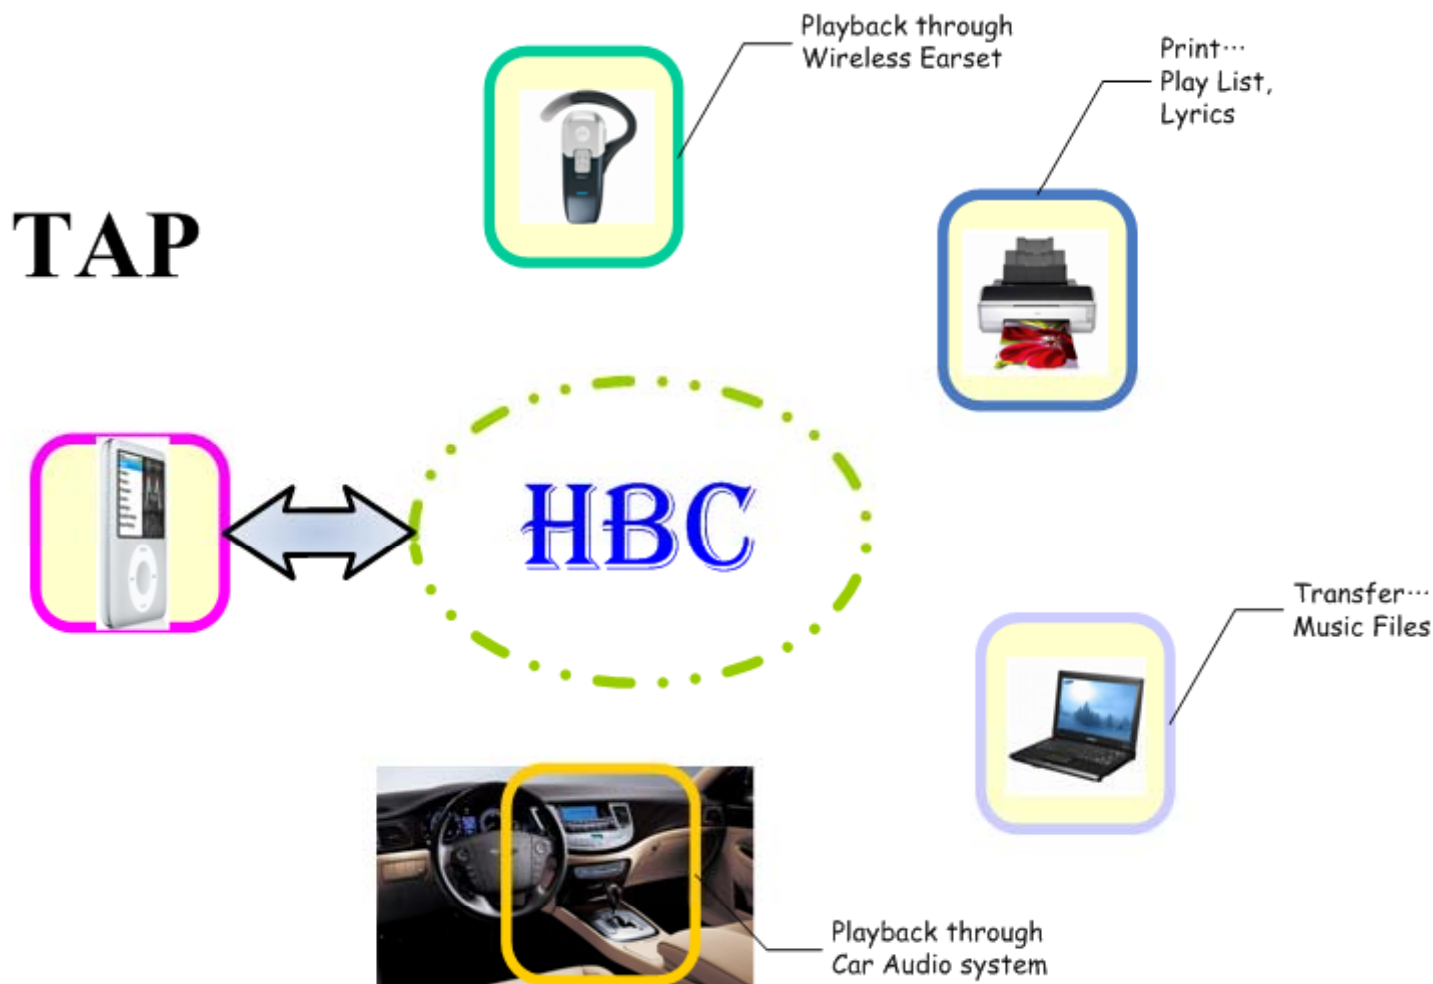 Playback through
Wireless Earset
Print…
Play List,
Lyrics
TAP
HBC
Transfer…
Music Files
Playback through
Car Audio system